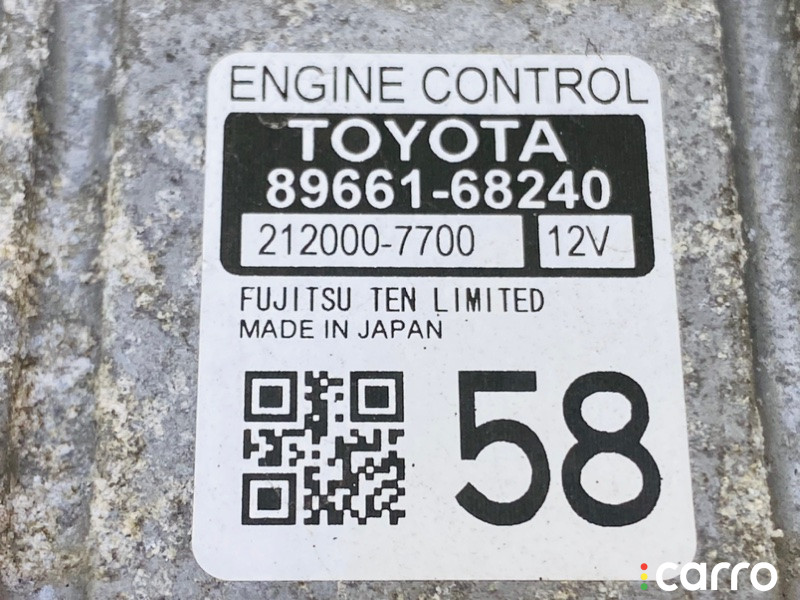 ENGINE CONTROL
TOYOTA
89661-68240
212000-7700 12V
FUJITSU TEN LIMITED
MADE IN JAPAN
58
carro